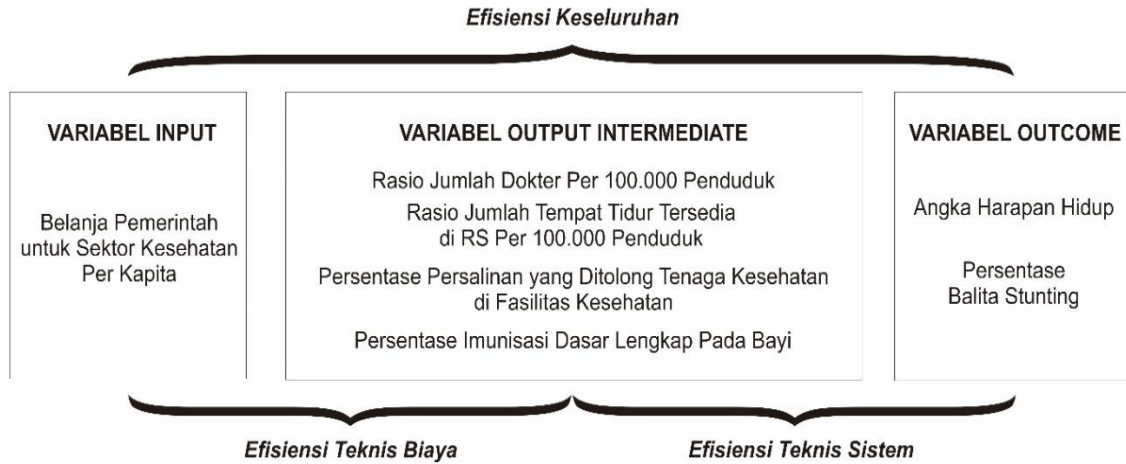 Efisiensi Keseluruhan
VARIABEL INPUT
Belanja Pemerintah
untuk Sektor Kesehatan
Per Kapita
VARIABEL OUTPUT INTERMEDIATE
Rasio Jumlah Dokter Per 100.000 Penduduk
Rasio Jumlah Tempat Tidur Tersedia
di RS Per 100.000 Penduduk
Persentase Persalinan yang Ditolong Tenaga Kesehatan
di Fasilitas Kesehatan
Persentase Imunisasi Dasar Lengkap Pada Bayi
VARIABEL OUTCOME
Angka Harapan Hidup
Persentase
Balita Stunting
Efisiensi Teknis Biaya
Efisiensi Teknis Sistem